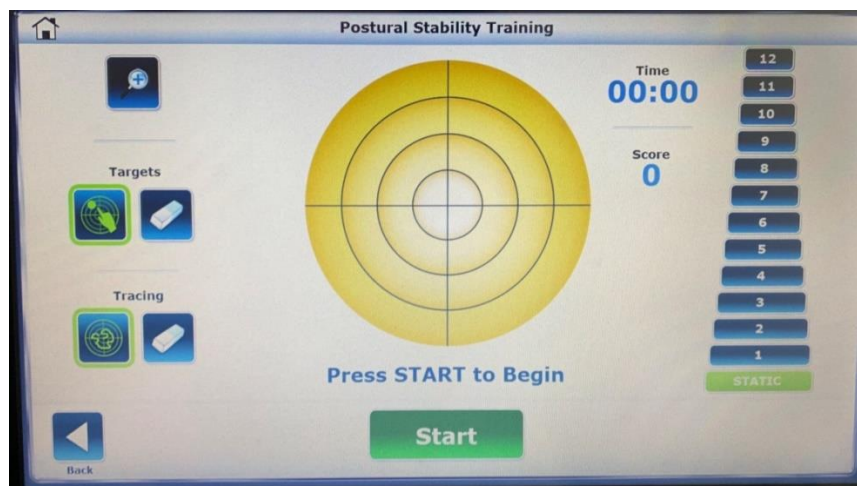 Postural Stability Training
Time
00:00
Score
0
Targets
Tracing
12
11
10
9
8
7
6
5
4
3
2
1
STATIC
Press START to Begin
Start
Back